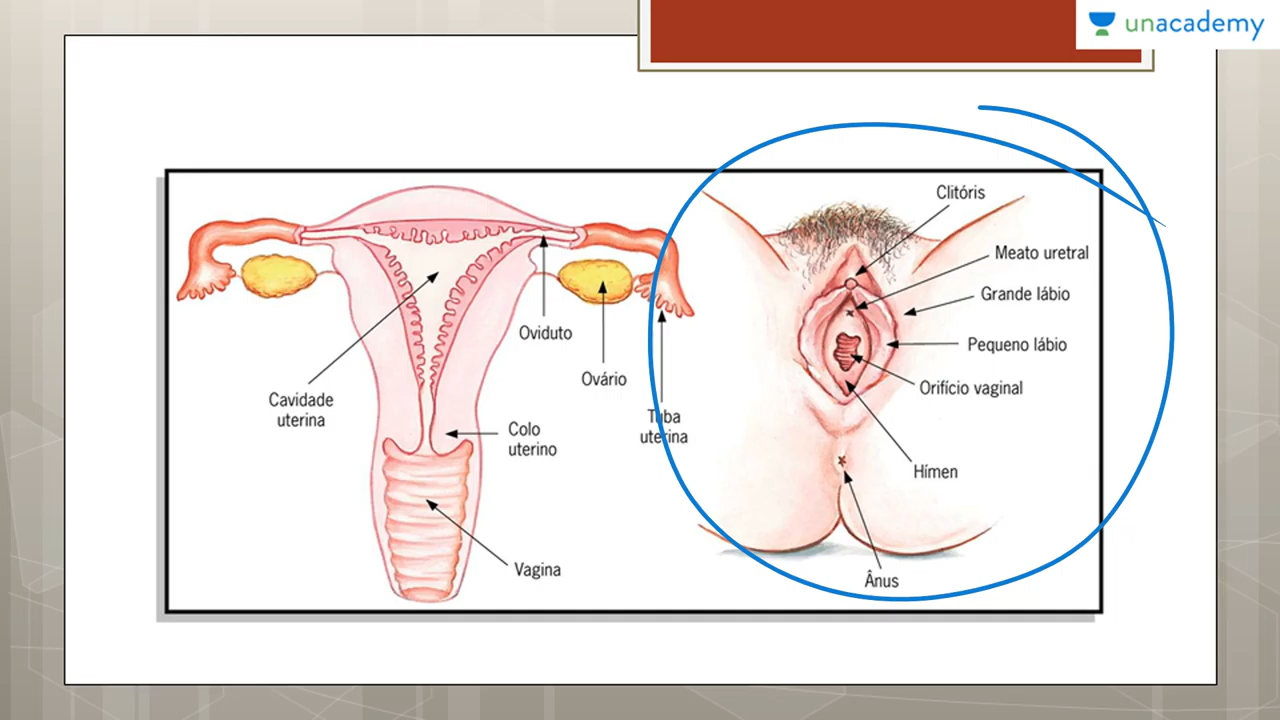 unacademy
Oviduto
Ovário
Cavidade
uterina
Tuba
uterina
Colo
uterino
Vagina
Clitóris
Meato uretral
Grande lábio
Pequeno lábio
Orifício vaginal
Hímen
Ânus